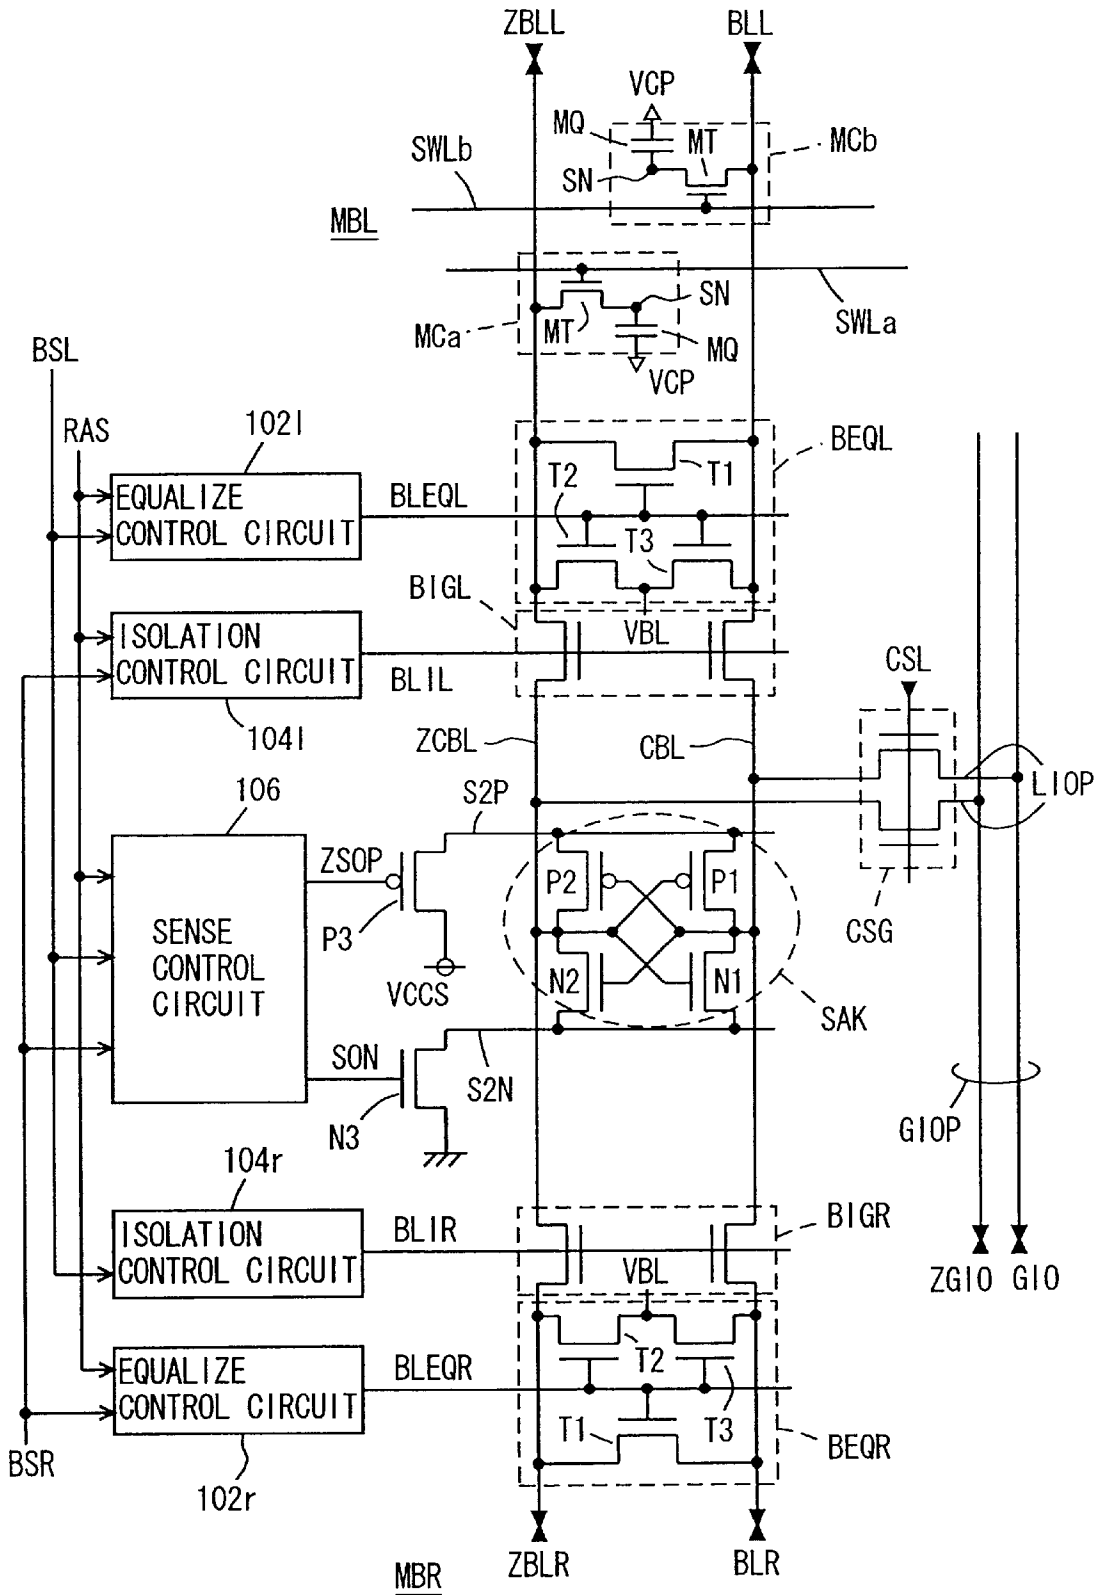 ZBLL
BLL
VCP
MQ
MT
MCb
SWLb
SN
MBL
SN
SWLa
MCa
MT
MQ
VCP
BSL
RAS
102l
BEQL
EQUALIZE
CONTROL CIRCUIT
BLEQL
T2
T1
T3
BIGL
VBL
ISOLATION
CONTROL CIRCUIT
BLIL
CSL
104l
ZCBL
CBL
LIOP
106
S2P
ZSOP
P2
P1
P3
CSG
SENSE
CONTROL
CIRCUIT
VCCS
N2
N1
SAK
SON
S2N
N3
GIOP
104r
BIGR
ISOLATION
CONTROL CIRCUIT
BLIR
VBL
ZGIO
GIO
EQUALIZE
CONTROL CIRCUIT
BLEQR
T2
T1
T3
BEQR
BSR
102r
ZBLR
BLR
MBR